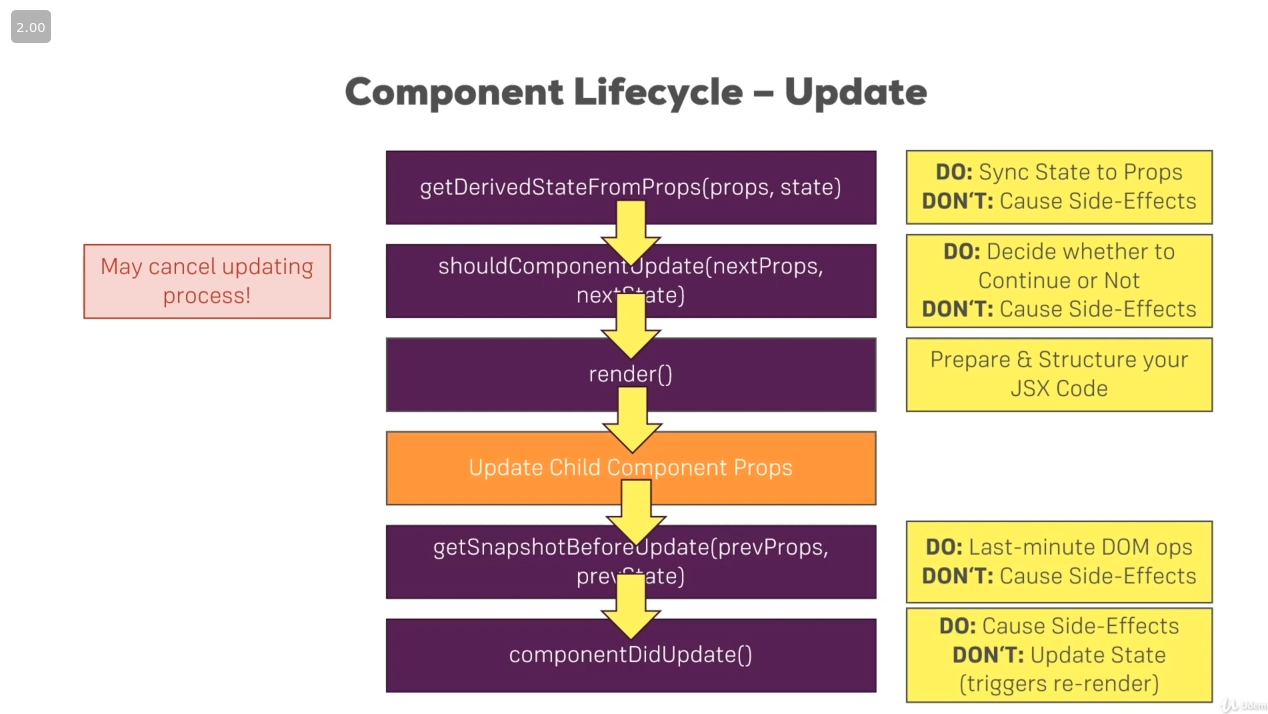 2.00
Component Lifecycle – Update
getDerivedStateFromProps(props, state)
DO: Sync State to Props
DON‘T: Cause Side-Effects
May cancel updating
process!
shouldComponentUpdate(nextProps,
nextState)
DO: Decide whether to
Continue or Not
DON‘T: Cause Side-Effects
render()
Prepare & Structure your
JSX Code
Update Child Component Props
getSnapshotBeforeUpdate(prevProps,
prevState)
DO: Last-minute DOM ops
DON‘T: Cause Side-Effects
componentDidUpdate()
DO: Cause Side-Effects
DON‘T: Update State
(triggers re-render)
Udemy